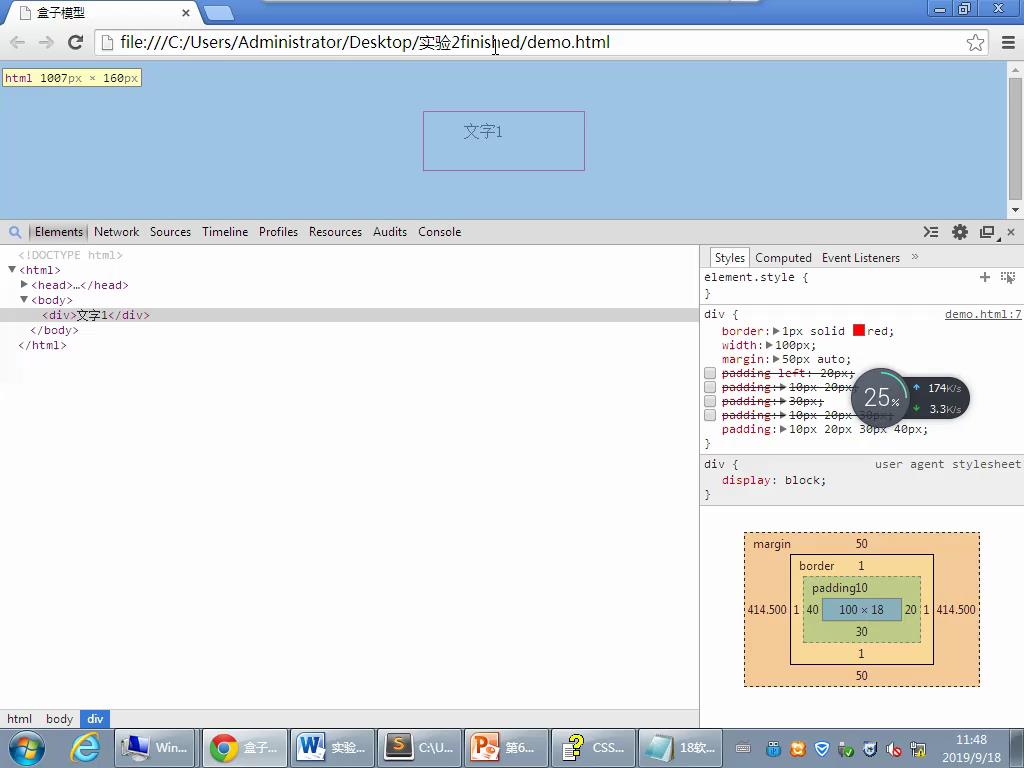 盒子模型
file:///C:/Users/Administrator/Desktop/实验2finished/demo.html
html 1007px × 160px
文字1
Elements Network Sources Timeline Profiles Resources Audits Console
<!DOCTYPE html>
<html>
<head>…</head>
<body>
<div>文字1</div>
</body>
</html>
Styles Computed Event Listeners »
element.style {
}
div { demo.html:7
border: 1px solid red;
width: 100px;
margin: 50px auto;
padding-left: 20px;
padding: 10px 20px;
padding: 30px;
padding: 10px 20px 30px;
padding: 10px 20px 30px 40px;
}
25% 174K/s
3.3K/s
div { user agent stylesheet
display: block;
}
margin 50
border 1
padding10
414.500 1 40 100 × 18 20 1 414.500
30
1
50
html body div
Win... 盒子... 实验... C:\U... 第6... CSS... 18软...
11:48
2019/9/18